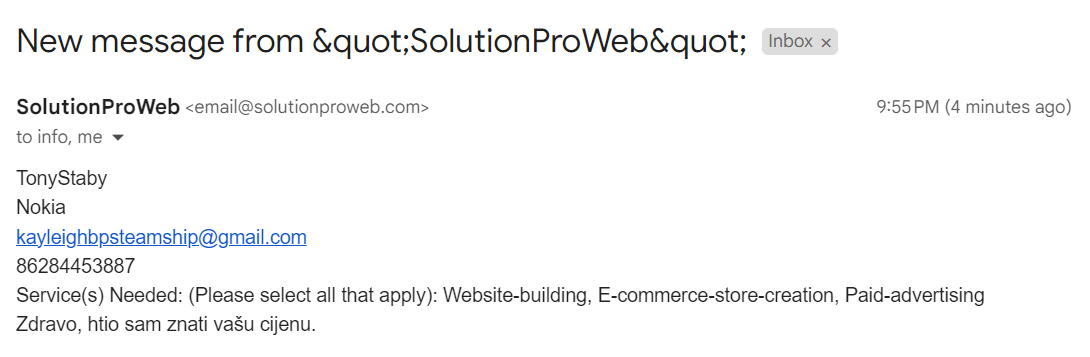 New message from &quot;SolutionProWeb&quot; Inbox ×
SolutionProWeb <email@solutionproweb.com> 9:55 PM (4 minutes ago)
to info, me
TonyStaby
Nokia
kayleighbpsteamship@gmail.com
86284453887
Service(s) Needed: (Please select all that apply): Website-building, E-commerce-store-creation, Paid-advertising
Zdravo, htio sam znati vašu cijenu.